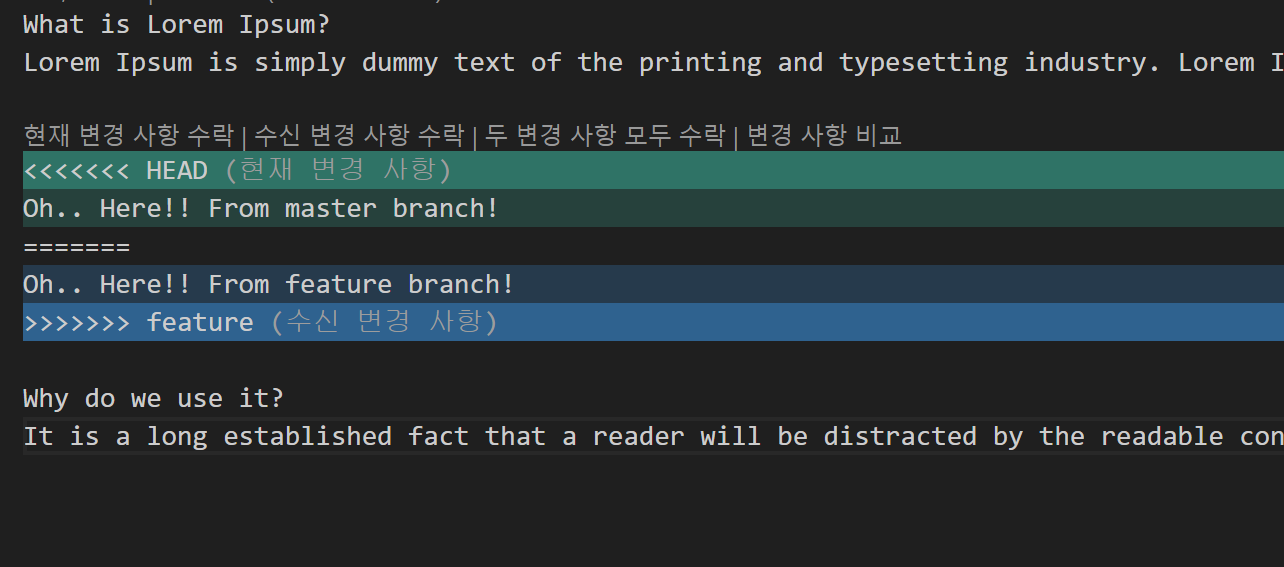 What is Lorem Ipsum?
Lorem Ipsum is simply dummy text of the printing and typesetting industry. Lorem
현재 변경 사항 수락 | 수신 변경 사항 수락 | 두 변경 사항 모두 수락 | 변경 사항 비교
<<<<<<< HEAD (현재 변경 사항)
Oh.. Here!! From master branch!
=======
Oh.. Here!! From feature branch!
>>>>>>> feature (수신 변경 사항)
Why do we use it?
It is a long established fact that a reader will be distracted by the readable con